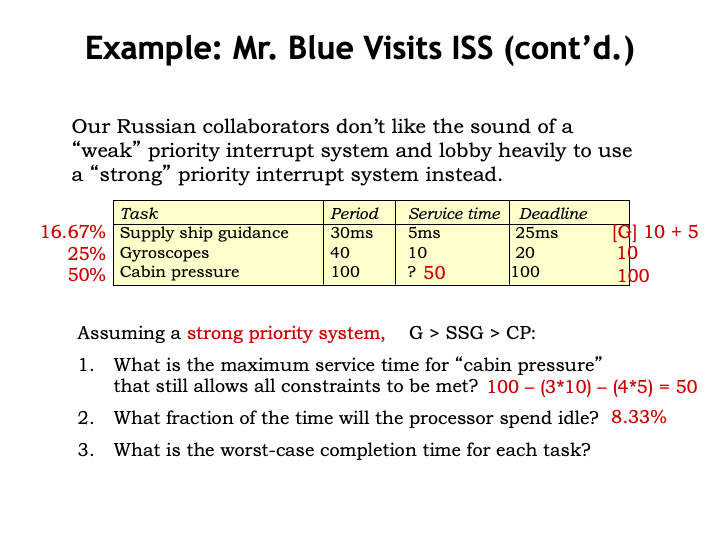 Example: Mr. Blue Visits ISS (cont’d.)
Our Russian collaborators don’t like the sound of a
“weak” priority interrupt system and lobby heavily to use
a “strong” priority interrupt system instead.
Task Period Service time Deadline
16.67% Supply ship guidance 30ms 5ms 25ms [G] 10 + 5
25% Gyroscopes 40 10 20 10
50% Cabin pressure 100 ? 50 100 100
Assuming a strong priority system, G > SSG > CP:
1. What is the maximum service time for “cabin pressure”
that still allows all constraints to be met? 100 – (3*10) – (4*5) = 50
2. What fraction of the time will the processor spend idle? 8.33%
3. What is the worst-case completion time for each task?